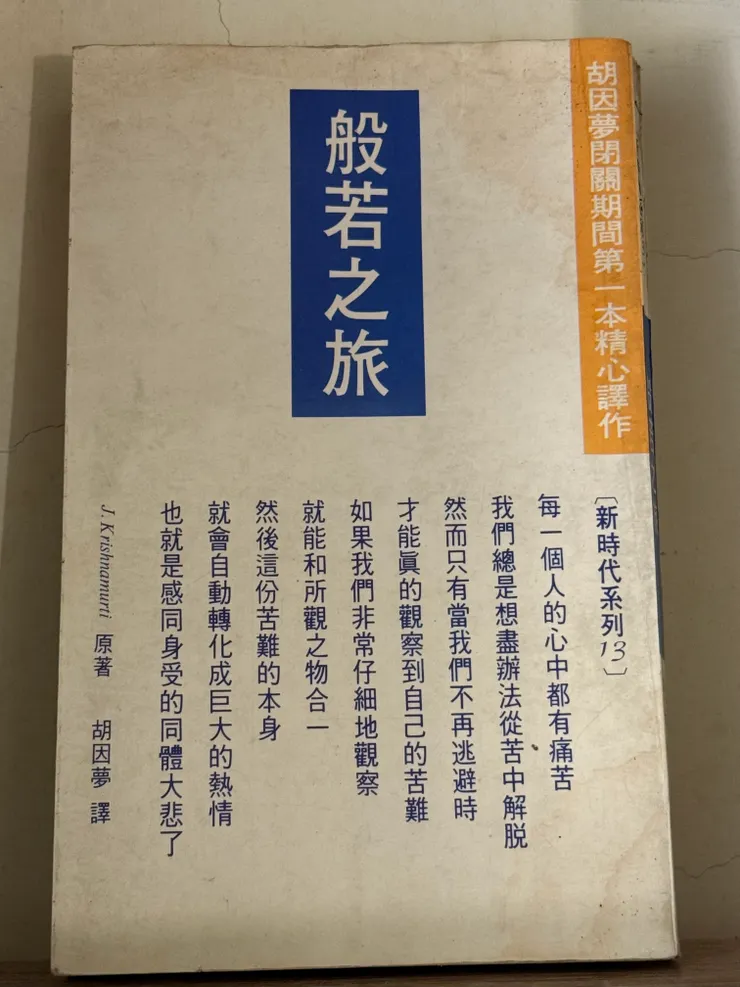 胡因夢閉關期間第一本精心譯作
般若之旅
〔新時代系列13〕
每一個人的心中都有痛苦
我們總是想盡辦法從苦中解脱
然而只有當我們不再逃避時
才能眞的觀察到自己的苦難
如果我們非常仔細地觀察
就能和所觀之物合一
然後這份苦難的本身
就會自動轉化成巨大的熱情
也就是感同身受的同體大悲了
J. Krishnamurti 原著 胡因夢 譯